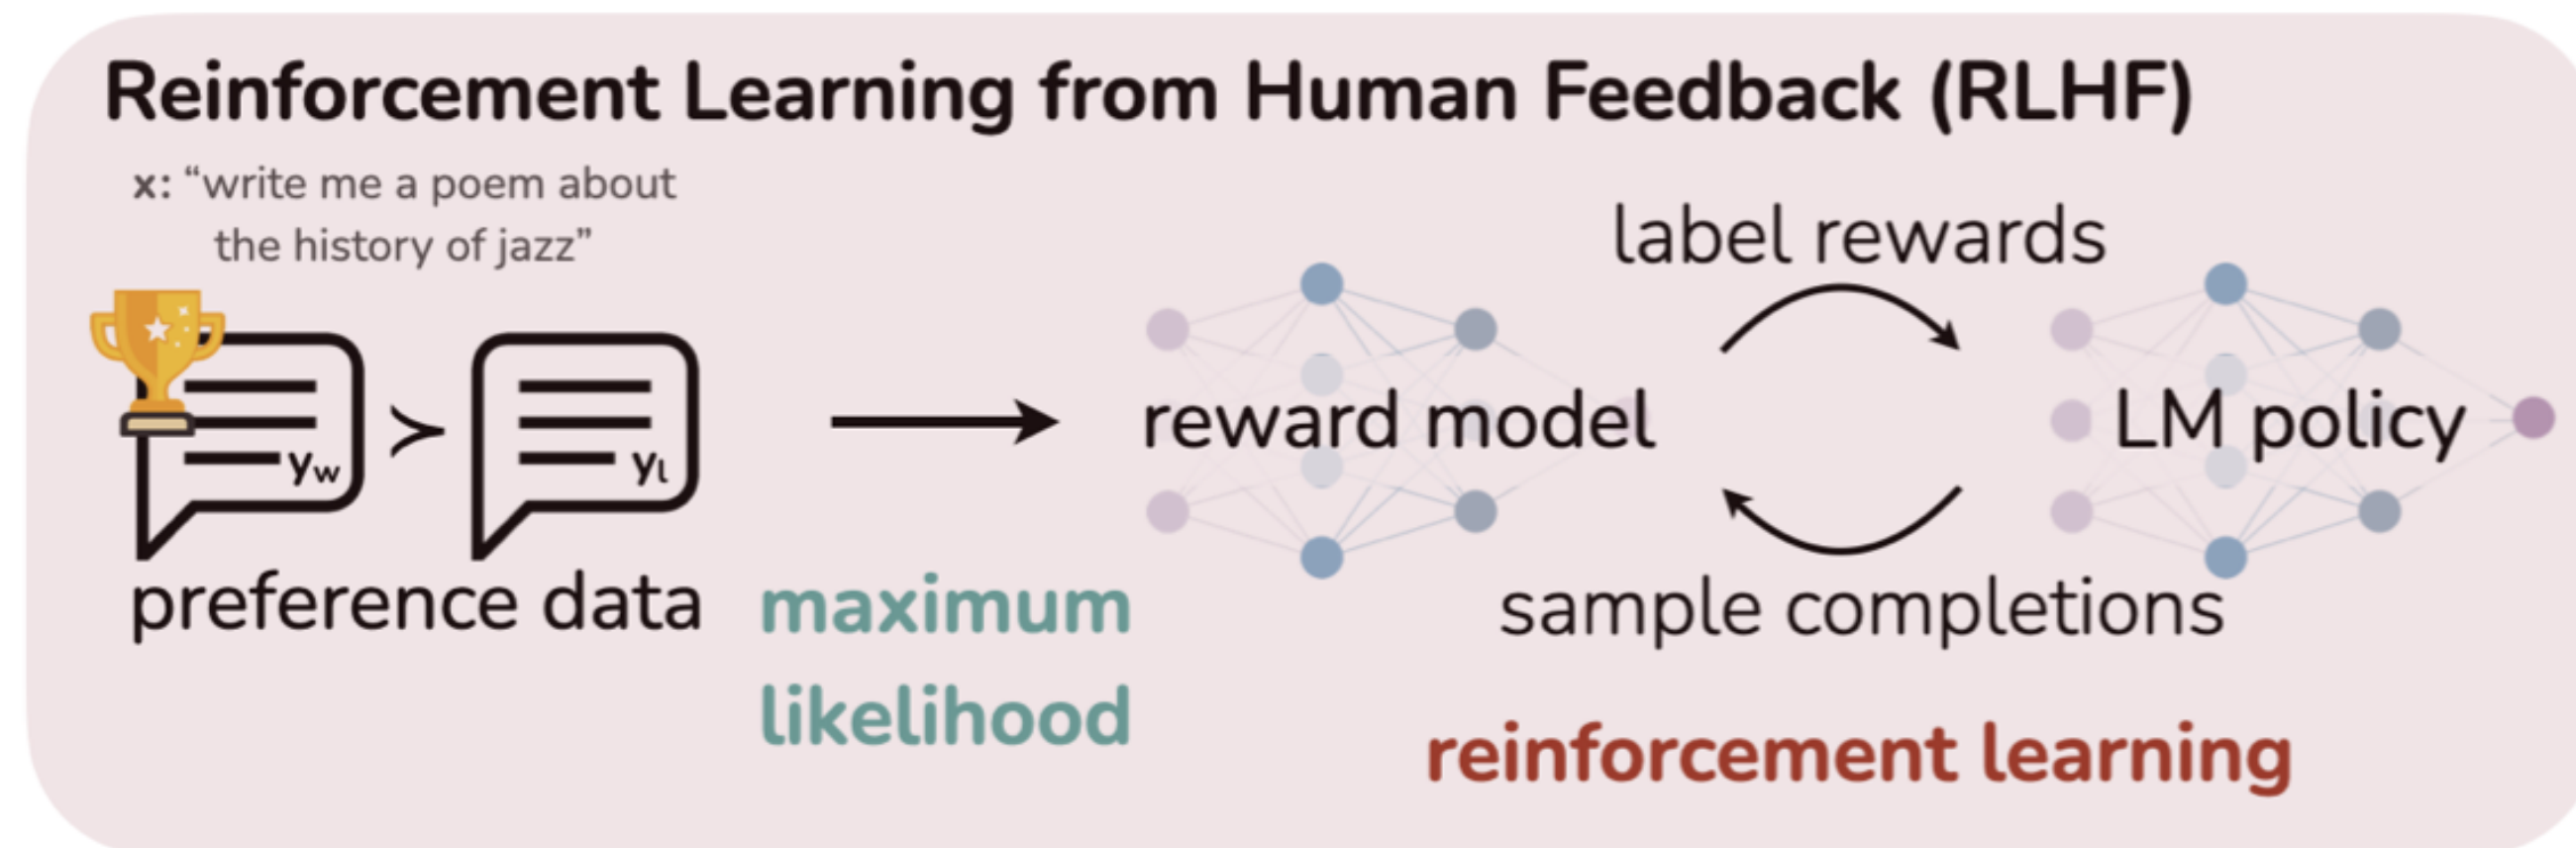 Reinforcement Learning from Human Feedback (RLHF)
x: “write me a poem about
the history of jazz”
label rewards
yw
≻
yl
reward model
LM policy
preference data
maximum
likelihood
sample completions
reinforcement learning